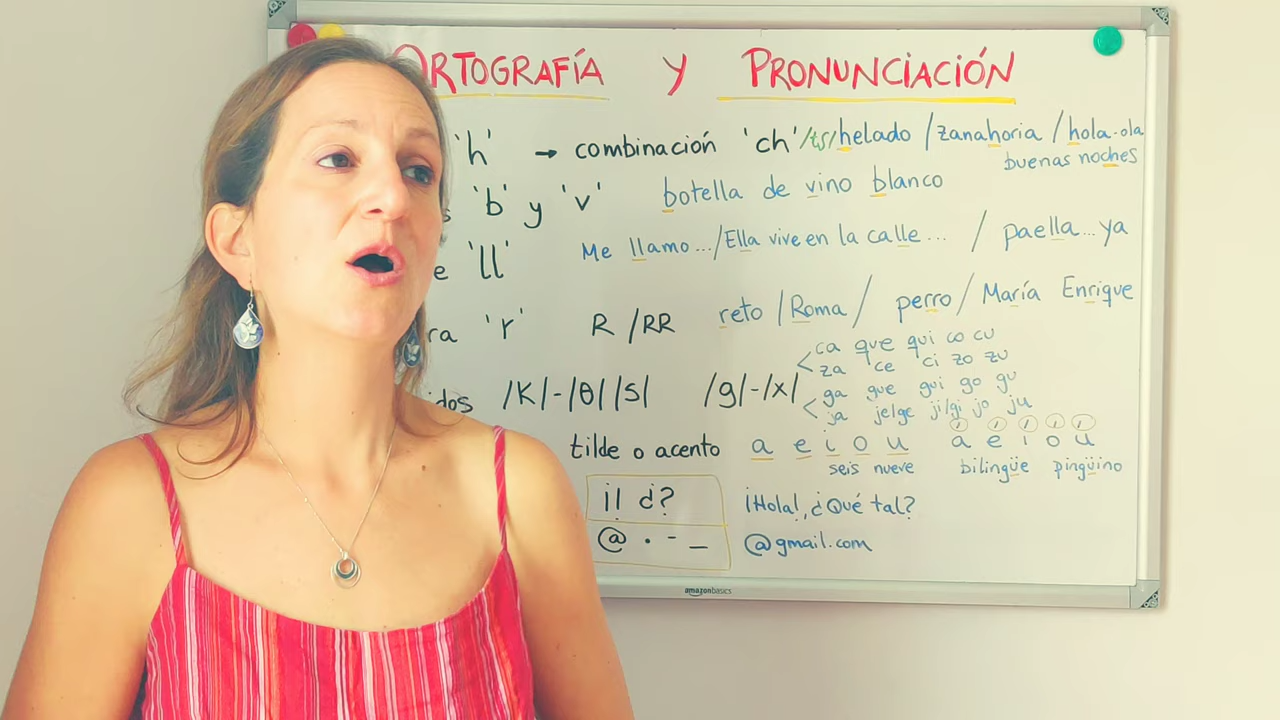 ORTOGRAFÍA Y PRONUNCIACIÓN
'h' → combinación 'ch' /tʃ/ helado / zanahoria / hola-ola
buenas noches
'b' y 'v' botella de vino blanco
e 'll' Me llamo... / Ella vive en la calle... / paella... ya
ra 'r' R / RR reto / Roma / perro / María Enrique
ca que qui co cu
za ce ci zo zu
idos /K/-/θ/ /s/ /g/-/x/ ga gue gui go gu
ja je/ge ji/gi jo ju
tilde o acento a e i o u á é í ó ú
seis nueve bilingüe pingüino
¡! ¿? ¡Hola!, ¿Qué tal?
@ . - _ @gmail.com
amazonbasics